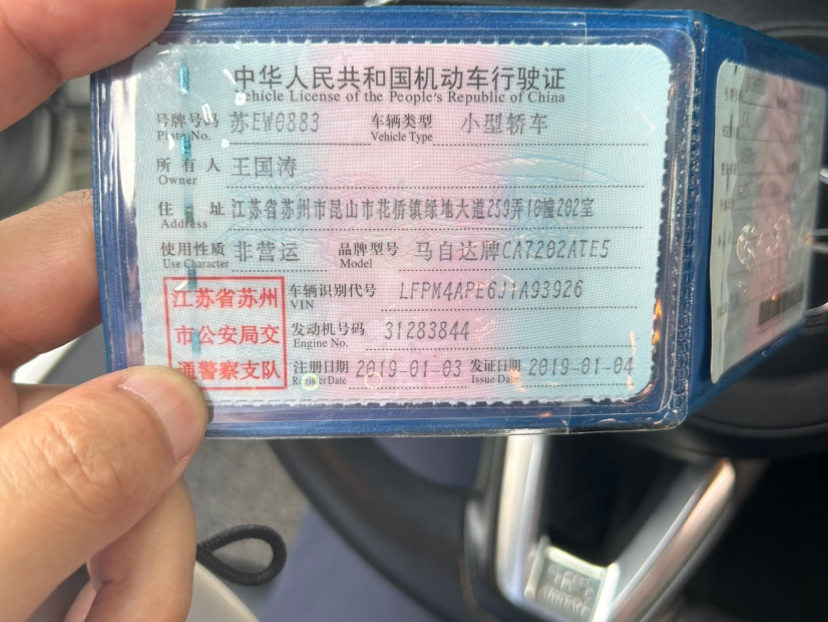 中华人民共和国机动车行驶证
Vehicle License of the People's Republic of China
号牌号码 苏EW0883 车辆类型 小型轿车
Plate No. Vehicle Type
所有人 王国涛
Owner
住址 江苏省苏州市昆山市花桥镇绿地大道259弄10幢202室
Address
使用性质 非营运 品牌型号 马自达牌CA7202ATE5
Use Character Model
江苏省苏州 车辆识别代号 LFPM4APE6J1A93926
VIN
市公安局交 发动机号码 31283844
Engine No.
通警察支队 注册日期 2019-01-03 发证日期 2019-01-04
Register Date Issue Date